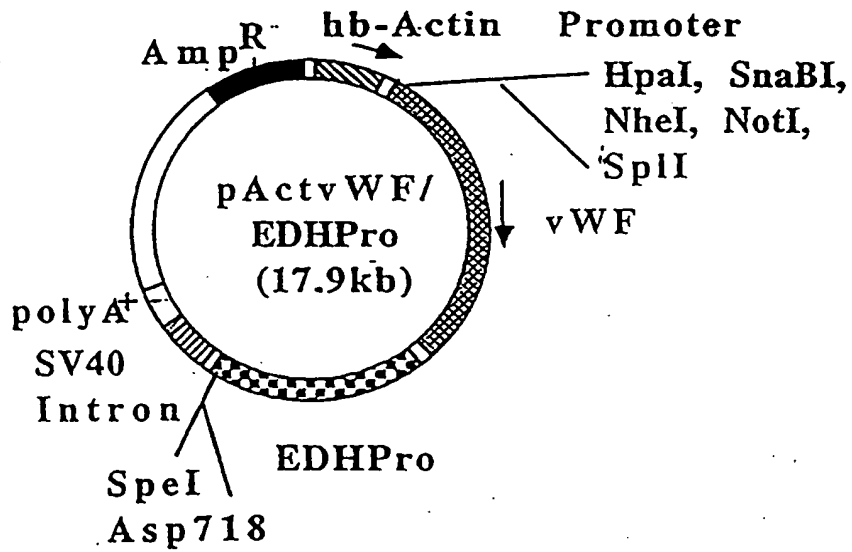 hb-Actin Promoter
AmpR
HpaI, SnaBI,
NheI, NotI,
SplI
pActvWF/
EDHPro
(17.9kb)
vWF
polyA+
SV40
Intron
EDHPro
SpeI
Asp718